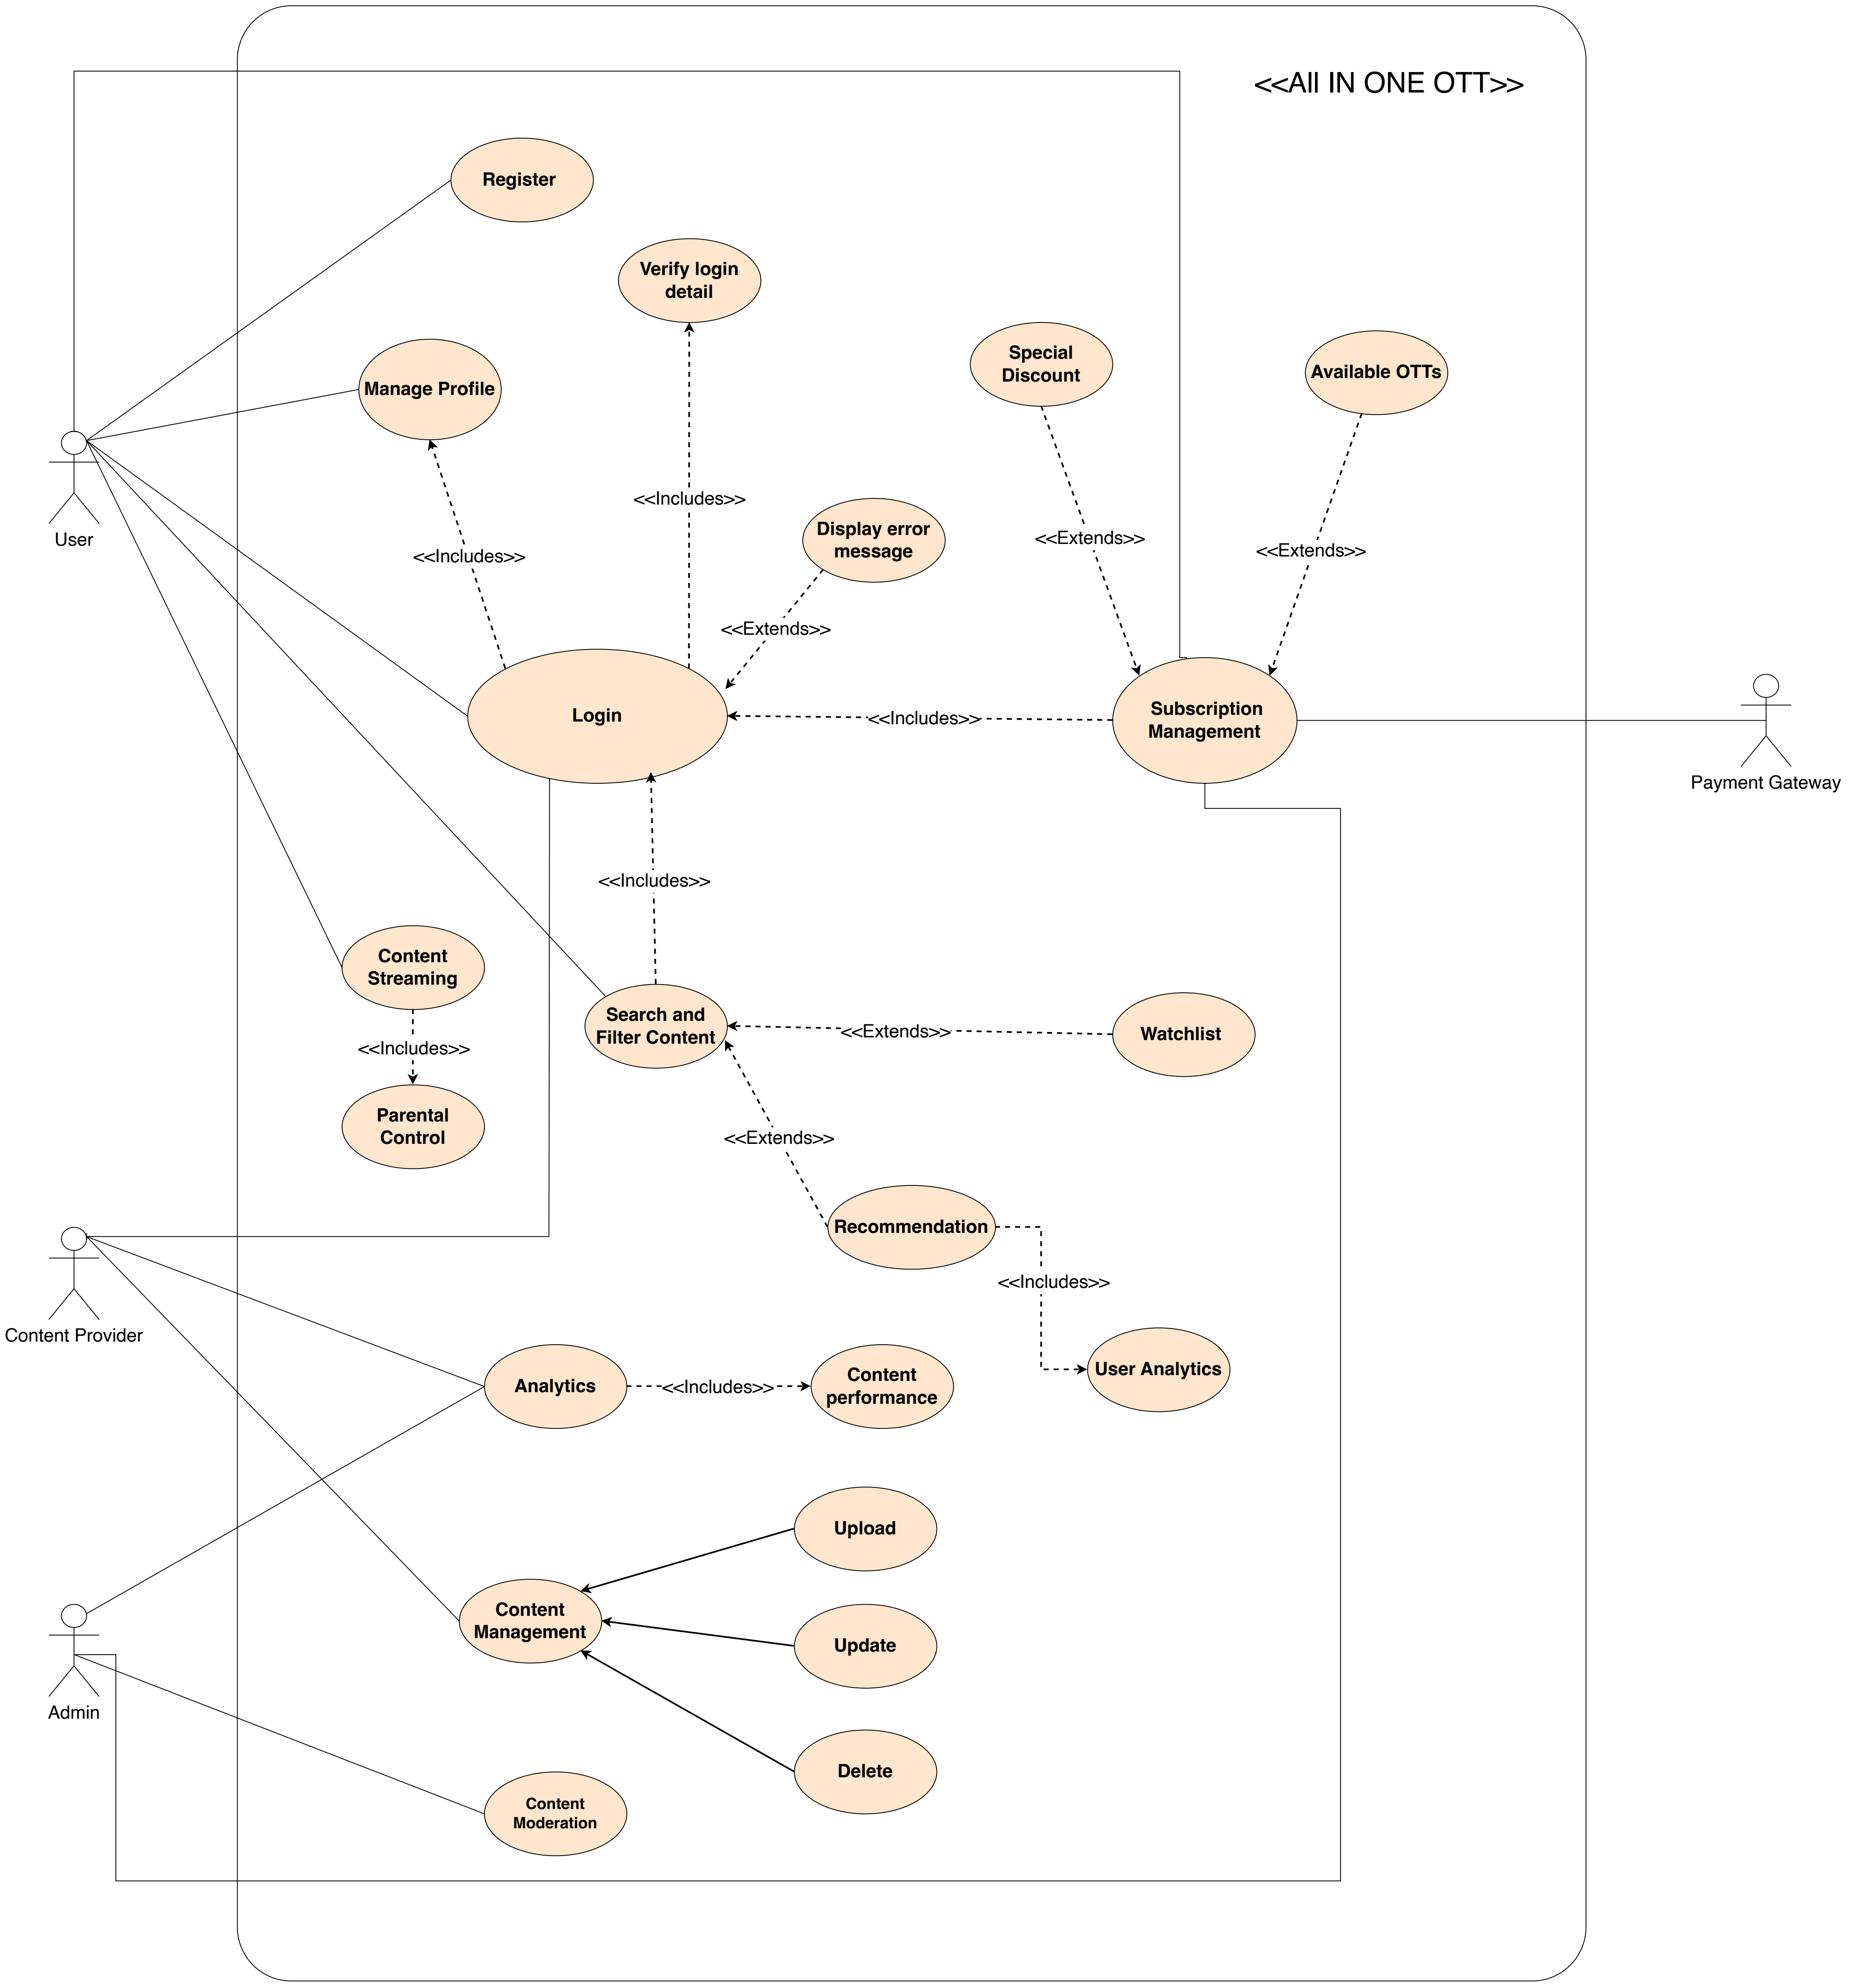 <<All IN ONE OTT>>
Register
Verify login
detail
Special
Discount
Available OTTs
Manage Profile
<<Includes>>
User
Display error
message
<<Extends>>
<<Extends>>
<<Includes>>
<<Extends>>
Login
<<Includes>>
Subscription
Management
Payment Gateway
<<Includes>>
Content
Streaming
Search and
Filter Content
<<Extends>>
Watchlist
<<Includes>>
Parental
Control
<<Extends>>
Recommendation
<<Includes>>
Content Provider
Analytics
<<Includes>>
Content
performance
User Analytics
Upload
Content
Management
Update
Admin
Delete
Content
Moderation